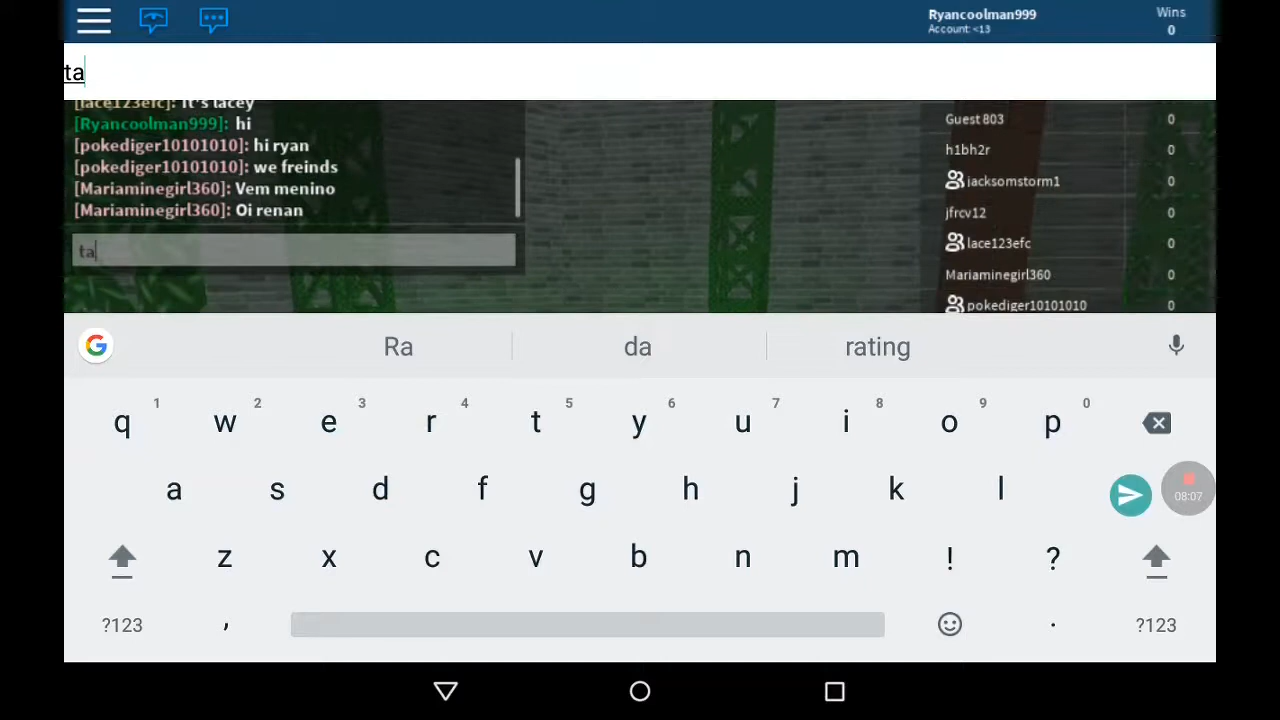 Ryancoolman999
Account: <13
Wins
0
ta
[lace123efc]: It's lacey
[Ryancoolman999]: hi
[pokediger10101010]: hi ryan
[pokediger10101010]: we freinds
[Mariaminegirl360]: Vem menino
[Mariaminegirl360]: Oi renan
ta
Guest 803 0
h1bh2r 0
jacksomstorm1 0
jfrcv12 0
lace123efc 0
Mariaminegirl360 0
pokediger10101010 0
G Ra da rating
1 2 3 4 5 6 7 8 9 0
q w e r t y u i o p
a s d f g h j k l
08:07
z x c v b n m ! ?
?123 , . ?123